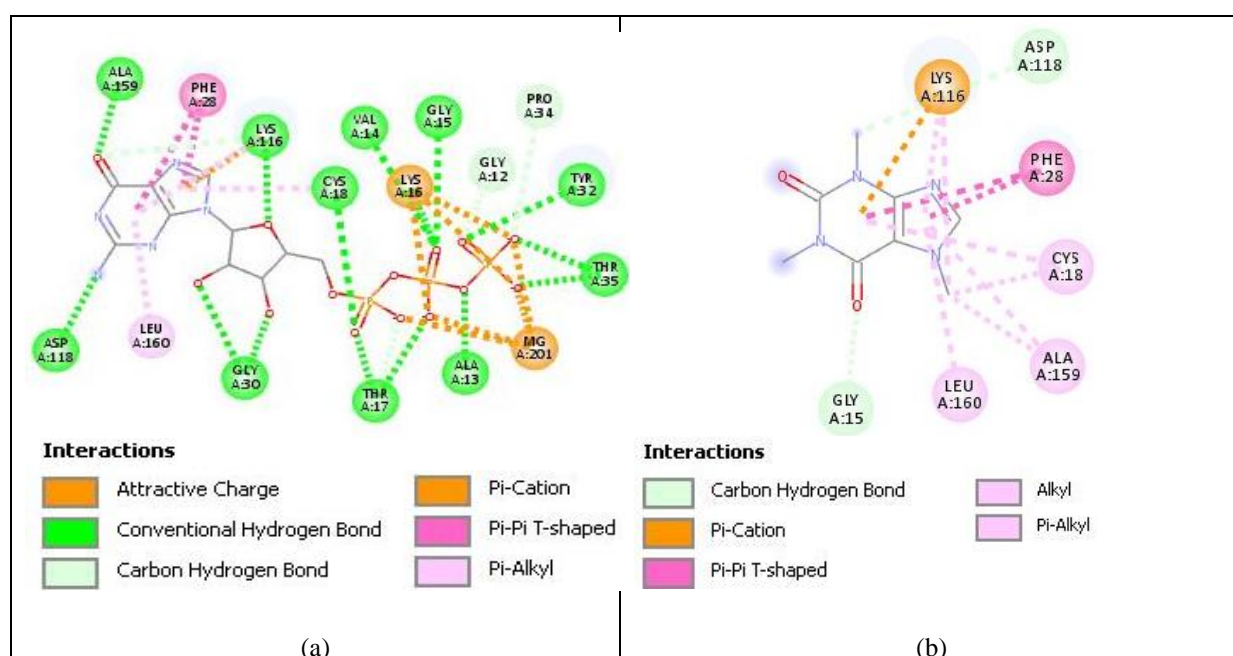 ALA
A:159
PHE
A:28
LYS
A:116
VAL
A:14
GLY
A:15
PRO
A:34
GLY
A:12
TYR
A:32
CYS
A:18
LYS
A:16
THR
A:35
ASP
A:118
LEU
A:160
GLY
A:30
THR
A:17
ALA
A:13
MG
A:201
N
N
N
N
N
O
O
O
O
O
P
P
P
O
O
O
O
O
O
O
O
O
Interactions
Attractive Charge
Conventional Hydrogen Bond
Carbon Hydrogen Bond
Pi-Cation
Pi-Pi T-shaped
Pi-Alkyl
(a)
ASP
A:118
LYS
A:116
PHE
A:28
CYS
A:18
ALA
A:159
LEU
A:160
GLY
A:15
O
N
N
N
N
O
Interactions
Carbon Hydrogen Bond
Pi-Cation
Pi-Pi T-shaped
Alkyl
Pi-Alkyl
(b)